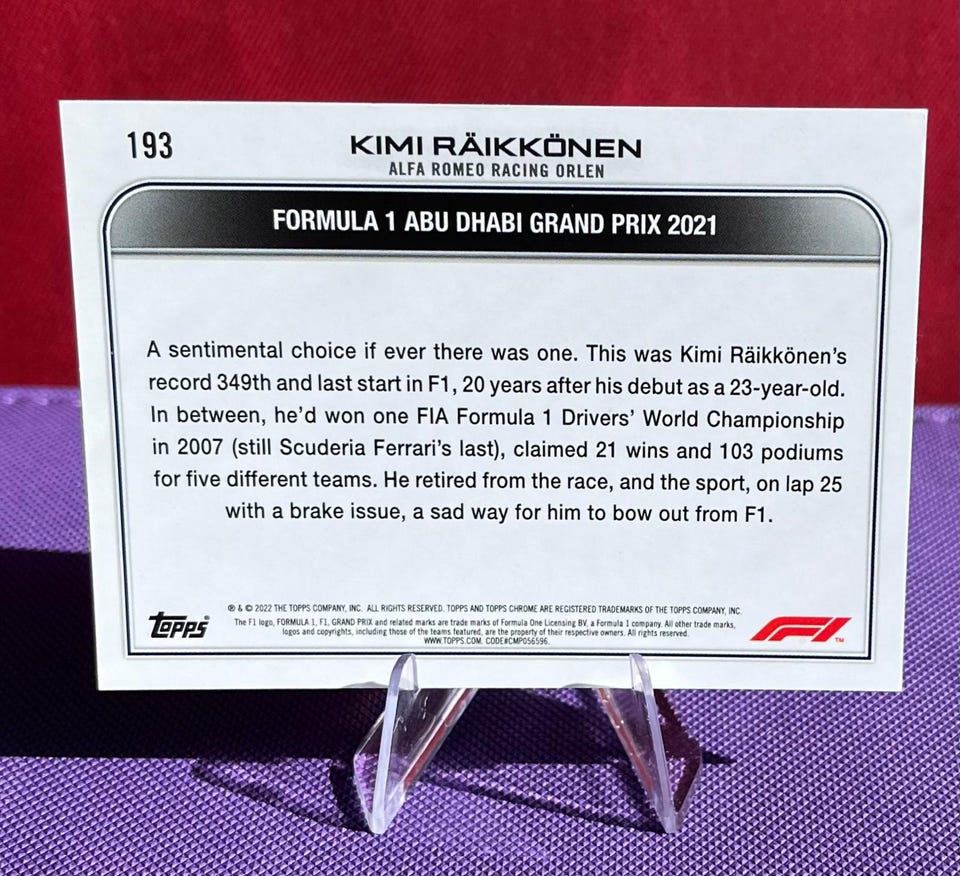 193
KIMI RÄIKKÖNEN
ALFA ROMEO RACING ORLEN
FORMULA 1 ABU DHABI GRAND PRIX 2021
A sentimental choice if ever there was one. This was Kimi Räikkönen's
record 349th and last start in F1, 20 years after his debut as a 23-year-old.
In between, he'd won one FIA Formula 1 Drivers' World Championship
in 2007 (still Scuderia Ferrari's last), claimed 21 wins and 103 podiums
for five different teams. He retired from the race, and the sport, on lap 25
with a brake issue, a sad way for him to bow out from F1.
® & © 2022 THE TOPPS COMPANY, INC. ALL RIGHTS RESERVED. TOPPS AND TOPPS CHROME ARE REGISTERED TRADEMARKS OF THE TOPPS COMPANY, INC.
The F1 logo, FORMULA 1, F1, GRAND PRIX and related marks are trade marks of Formula One Licensing BV, a Formula 1 company. All other trade marks,
logos and copyrights, including those of the teams featured, are the property of their respective owners. All rights reserved.
WWW.TOPPS.COM. CODE#CMP056596.
Topps®
F1™